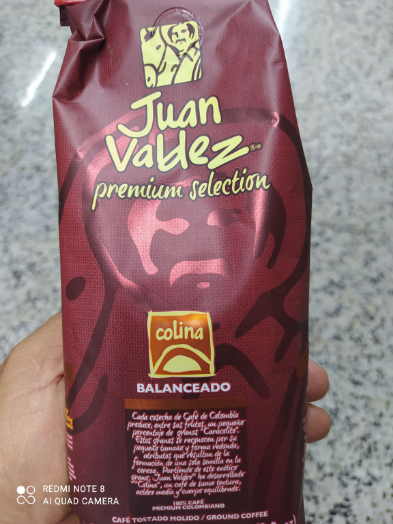 Juan
Valdez
premium selection
colina
BALANCEADO
Cada cosecha de Café de Colombia
produce, entre sus frutos, un pequeño
porcentaje de granos "Caracolito".
Estos granos se reconocen por su
pequeño tamaño y forma redonda,
atributos que resultan de la
formación de una sola semilla en la
cereza. Partiendo de este exótico
grano, "Juan Valdez" ha desarrollado
"Colina", un café de suave textura,
acidez media y cuerpo equilibrado.
100% CAFÉ
PREMIUM COLOMBIANO
CAFÉ TOSTADO MOLIDO / GROUND COFFEE
REDMI NOTE 8
AI QUAD CAMERA